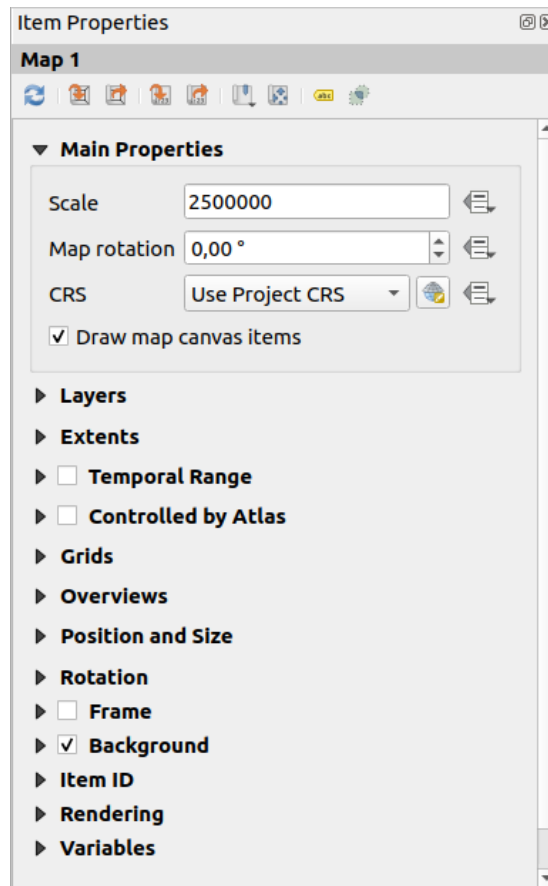 Item Properties
Map 1
Main Properties
Scale 2500000
Map rotation 0,00 °
CRS Use Project CRS
Draw map canvas items
Layers
Extents
Temporal Range
Controlled by Atlas
Grids
Overviews
Position and Size
Rotation
Frame
Background
Item ID
Rendering
Variables